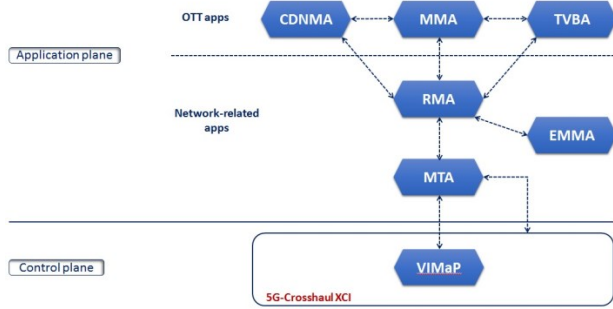 OTT apps
CDNMA
MMA
TVBA
Application plane
RMA
Network-related
apps
EMMA
MTA
Control plane
VIMaP
5G-Crosshaul XCI